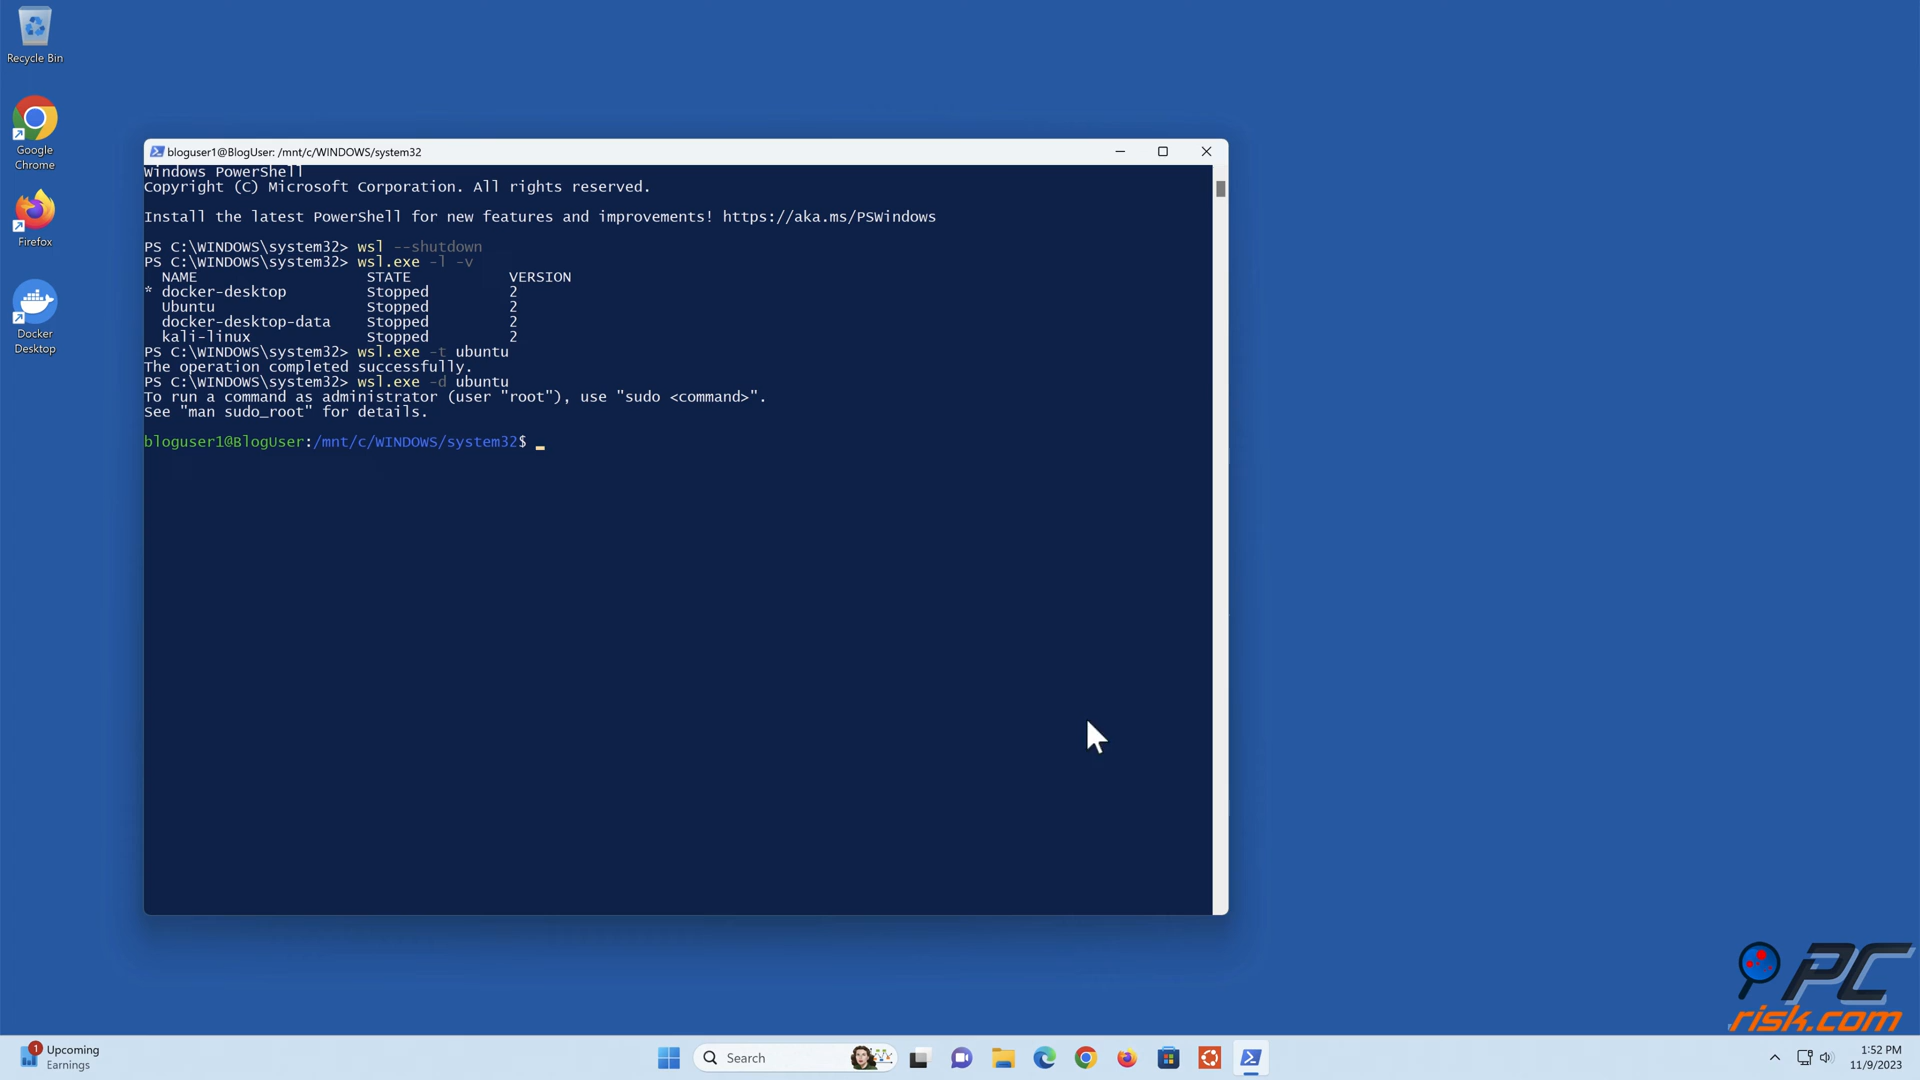 Recycle Bin
Google
Chrome
Firefox
Docker
Desktop
bloguser1@BlogUser: /mnt/c/WINDOWS/system32
Windows PowerShell
Copyright (C) Microsoft Corporation. All rights reserved.
Install the latest PowerShell for new features and improvements! https://aka.ms/PSWindows
PS C:\WINDOWS\system32> wsl --shutdown
PS C:\WINDOWS\system32> wsl.exe -l -v
NAME STATE VERSION
* docker-desktop Stopped 2
Ubuntu Stopped 2
docker-desktop-data Stopped 2
kali-linux Stopped 2
PS C:\WINDOWS\system32> wsl.exe -t ubuntu
The operation completed successfully.
PS C:\WINDOWS\system32> wsl.exe -d ubuntu
To run a command as administrator (user "root"), use "sudo <command>".
See "man sudo_root" for details.
bloguser1@BlogUser:/mnt/c/WINDOWS/system32$ _
PC
risk.com
1
Upcoming
Earnings
Search
1:52 PM
11/9/2023